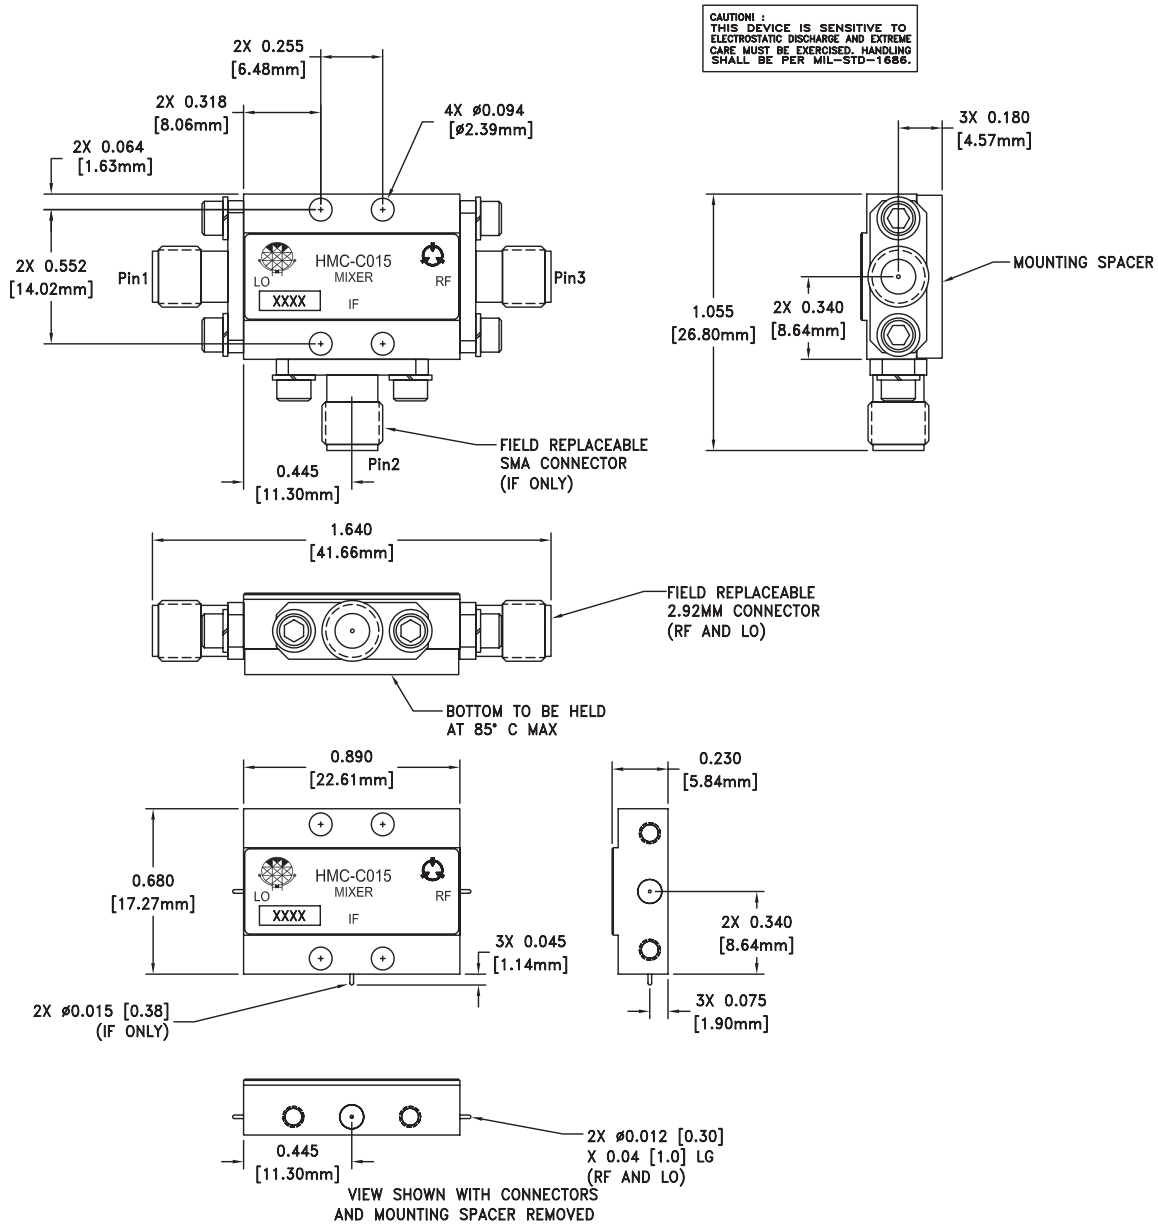 CAUTION! :
THIS DEVICE IS SENSITIVE TO
ELECTROSTATIC DISCHARGE AND EXTREME
CARE MUST BE EXERCISED. HANDLING
SHALL BE PER MIL-STD-1686.
2X 0.255
[6.48mm]
2X 0.318
[8.06mm]
4X ø0.094
[ø2.39mm]
2X 0.064
[1.63mm]
2X 0.552
[14.02mm]
Pin1
HMC-C015
MIXER
LO
RF
XXXX
IF
Pin3
Pin2
0.445
[11.30mm]
FIELD REPLACEABLE
SMA CONNECTOR
(IF ONLY)
3X 0.180
[4.57mm]
MOUNTING SPACER
1.055
[26.80mm]
2X 0.340
[8.64mm]
1.640
[41.66mm]
FIELD REPLACEABLE
2.92MM CONNECTOR
(RF AND LO)
BOTTOM TO BE HELD
AT 85° C MAX
0.890
[22.61mm]
0.230
[5.84mm]
0.680
[17.27mm]
HMC-C015
MIXER
LO
RF
XXXX
IF
2X 0.340
[8.64mm]
3X 0.045
[1.14mm]
2X ø0.015 [0.38]
(IF ONLY)
3X 0.075
[1.90mm]
0.445
[11.30mm]
2X ø0.012 [0.30]
X 0.04 [1.0] LG
(RF AND LO)
VIEW SHOWN WITH CONNECTORS
AND MOUNTING SPACER REMOVED